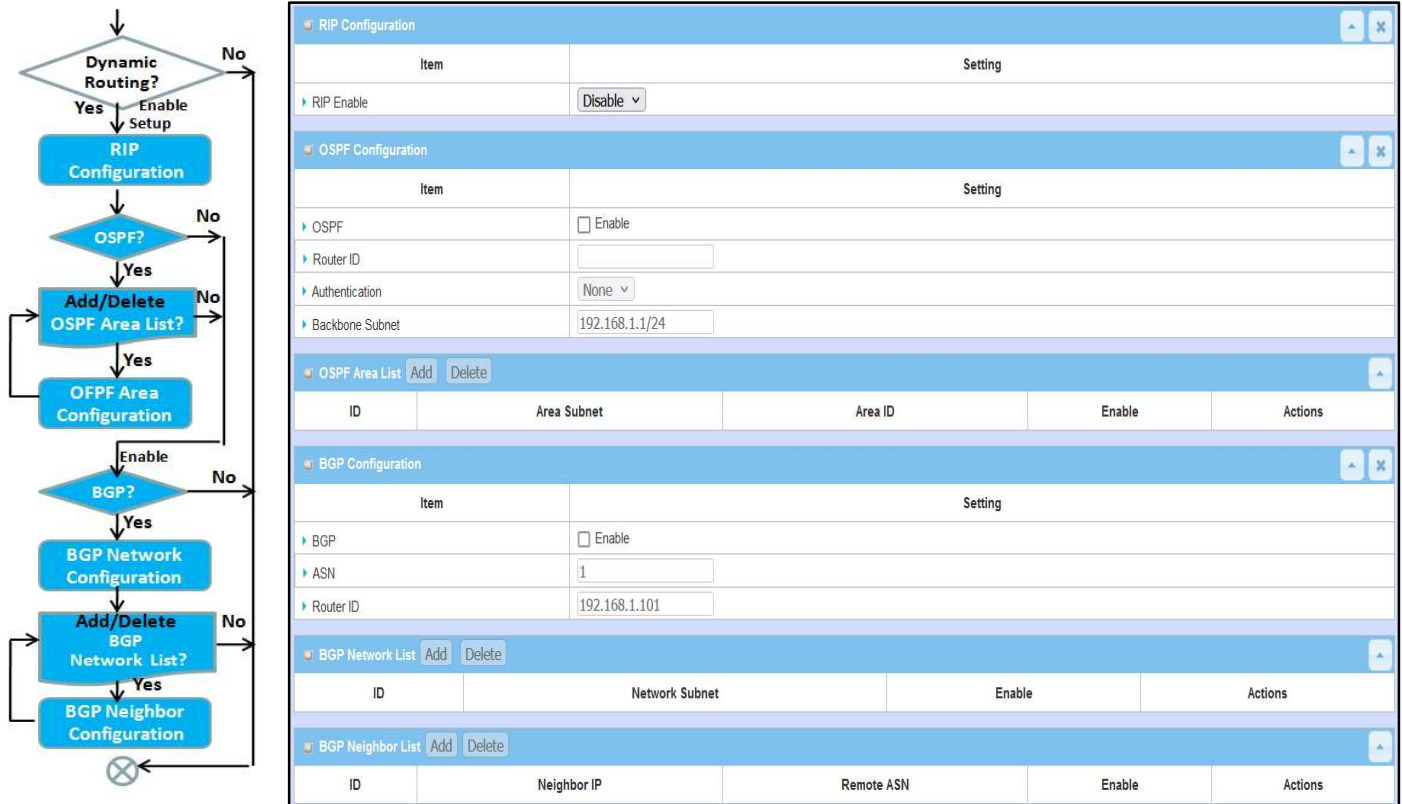 Dynamic
Routing?
No
Yes
Enable
Setup
RIP
Configuration
OSPF?
No
Yes
Add/Delete
OSPF Area List?
No
Yes
OFPF Area
Configuration
Enable
BGP?
No
Yes
BGP Network
Configuration
Add/Delete
BGP
Network List?
No
Yes
BGP Neighbor
Configuration
RIP Configuration
Item Setting
RIP Enable Disable
OSPF Configuration
Item Setting
OSPF Enable
Router ID
Authentication None
Backbone Subnet 192.168.1.1/24
OSPF Area List Add Delete
ID Area Subnet Area ID Enable Actions
BGP Configuration
Item Setting
BGP Enable
ASN 1
Router ID 192.168.1.101
BGP Network List Add Delete
ID Network Subnet Enable Actions
BGP Neighbor List Add Delete
ID Neighbor IP Remote ASN Enable Actions